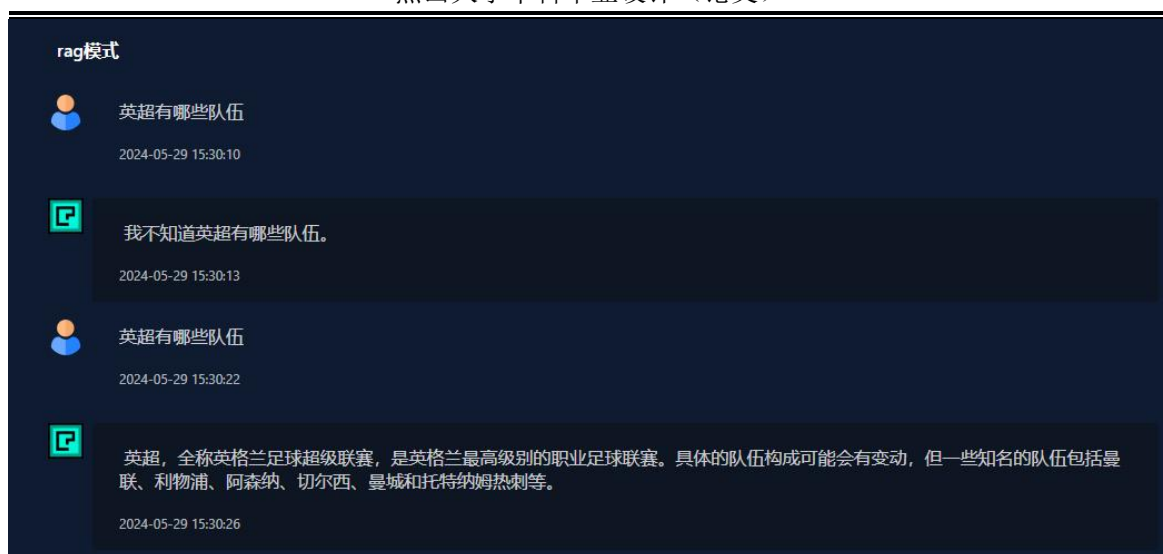 rag模式
英超有哪些队伍
2024-05-29 15:30:10
我不知道英超有哪些队伍。
2024-05-29 15:30:13
英超有哪些队伍
2024-05-29 15:30:22
英超，全称英格兰足球超级联赛，是英格兰最高级别的职业足球联赛。具体的队伍构成可能会有变动，但一些知名的队伍包括曼
联、利物浦、阿森纳、切尔西、曼城和托特纳姆热刺等。
2024-05-29 15:30:26